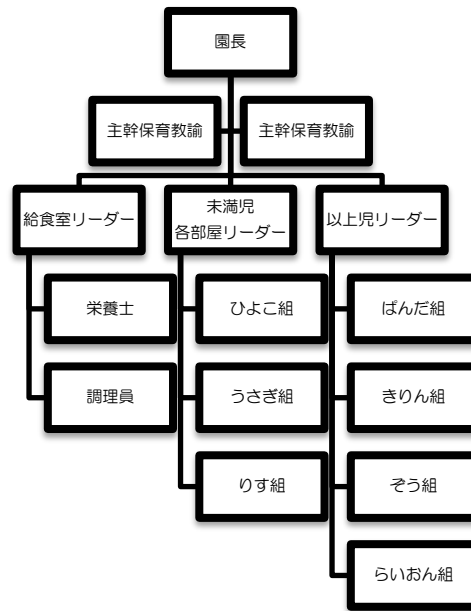 園長
主幹保育教諭
主幹保育教諭
給食室リーダー
未満児
各部屋リーダー
以上児リーダー
栄養士
ひよこ組
ぱんだ組
調理員
うさぎ組
きりん組
りす組
ぞう組
らいおん組